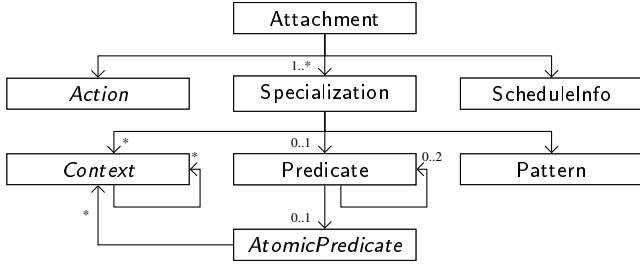 Attachment
1..*
Action
Specialization
ScheduleInfo
*
0..1
Context
*
Predicate
0..2
Pattern
*
0..1
AtomicPredicate